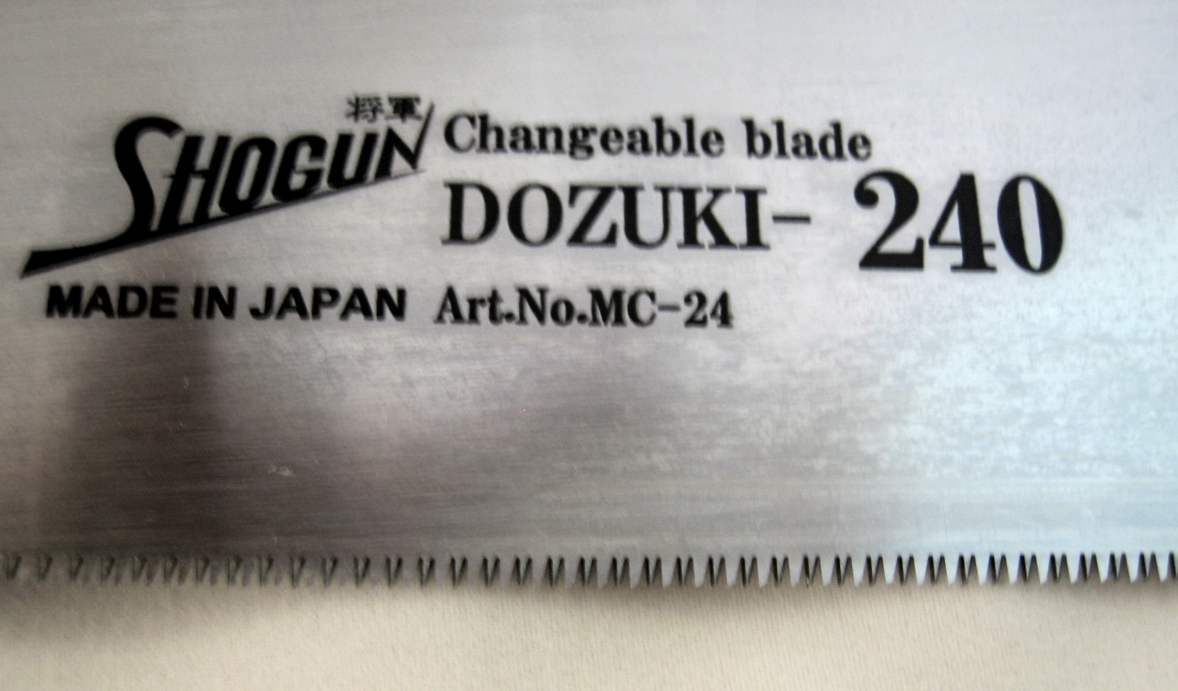 将軍
SHOGUN Changeable blade
DOZUKI-240
MADE IN JAPAN Art.No.MC-24